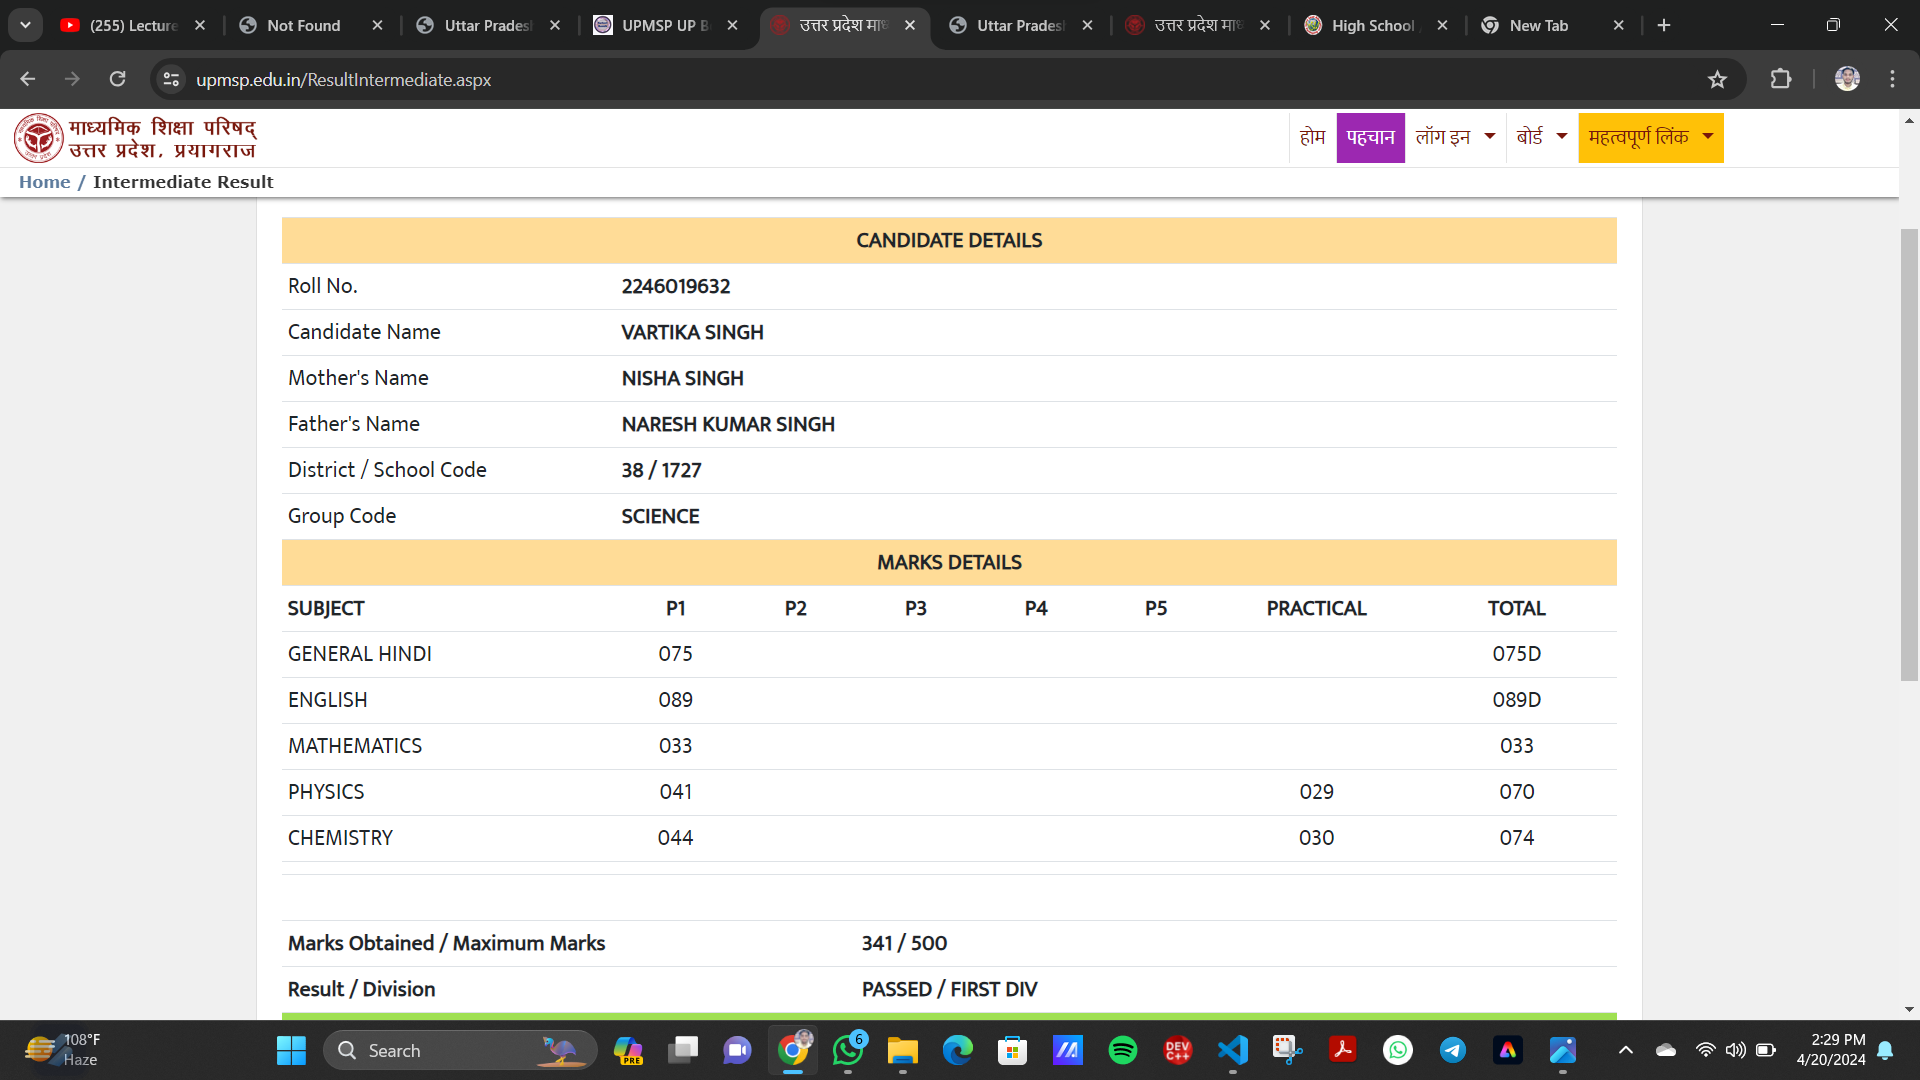 (255) Lecture
Not Found
Uttar Prades
UPMSP UP B
उत्तर प्रदेश माध
Uttar Prades
उत्तर प्रदेश माध
High School
New Tab
upmsp.edu.in/ResultIntermediate.aspx
माध्यमिक शिक्षा परिषद्
उत्तर प्रदेश, प्रयागराज
होम पहचान लॉग इन बोर्ड महत्वपूर्ण लिंक
Home / Intermediate Result
CANDIDATE DETAILS
Roll No. 2246019632
Candidate Name VARTIKA SINGH
Mother's Name NISHA SINGH
Father's Name NARESH KUMAR SINGH
District / School Code 38 / 1727
Group Code SCIENCE
MARKS DETAILS
SUBJECT P1 P2 P3 P4 P5 PRACTICAL TOTAL
GENERAL HINDI 075 075D
ENGLISH 089 089D
MATHEMATICS 033 033
PHYSICS 041 029 070
CHEMISTRY 044 030 074
Marks Obtained / Maximum Marks 341 / 500
Result / Division PASSED / FIRST DIV
108°F
Haze
Search
PRE
6
DEV
C++
2:29 PM
4/20/2024